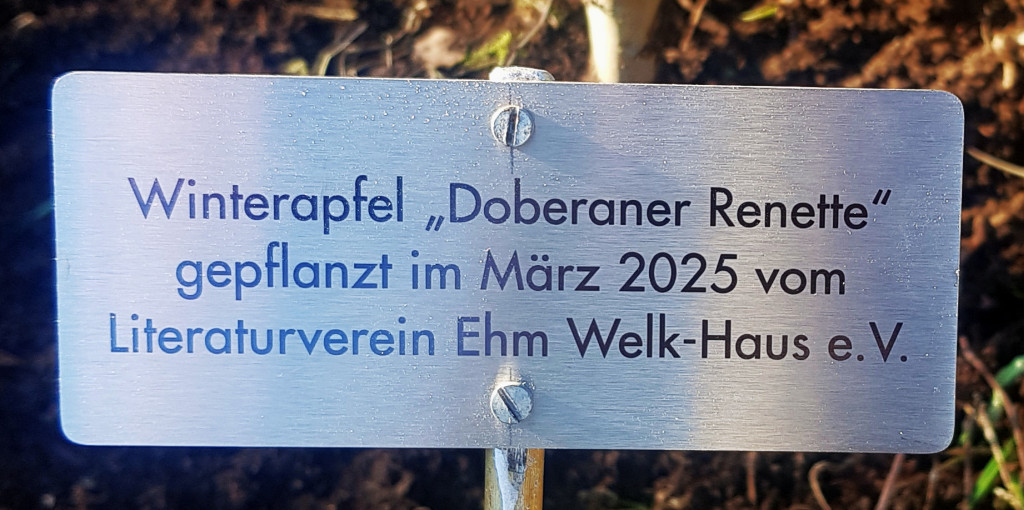 Winterapfel „Doberaner Renette“
gepflanzt im März 2025 vom
Literaturverein Ehm Welk-Haus e.V.